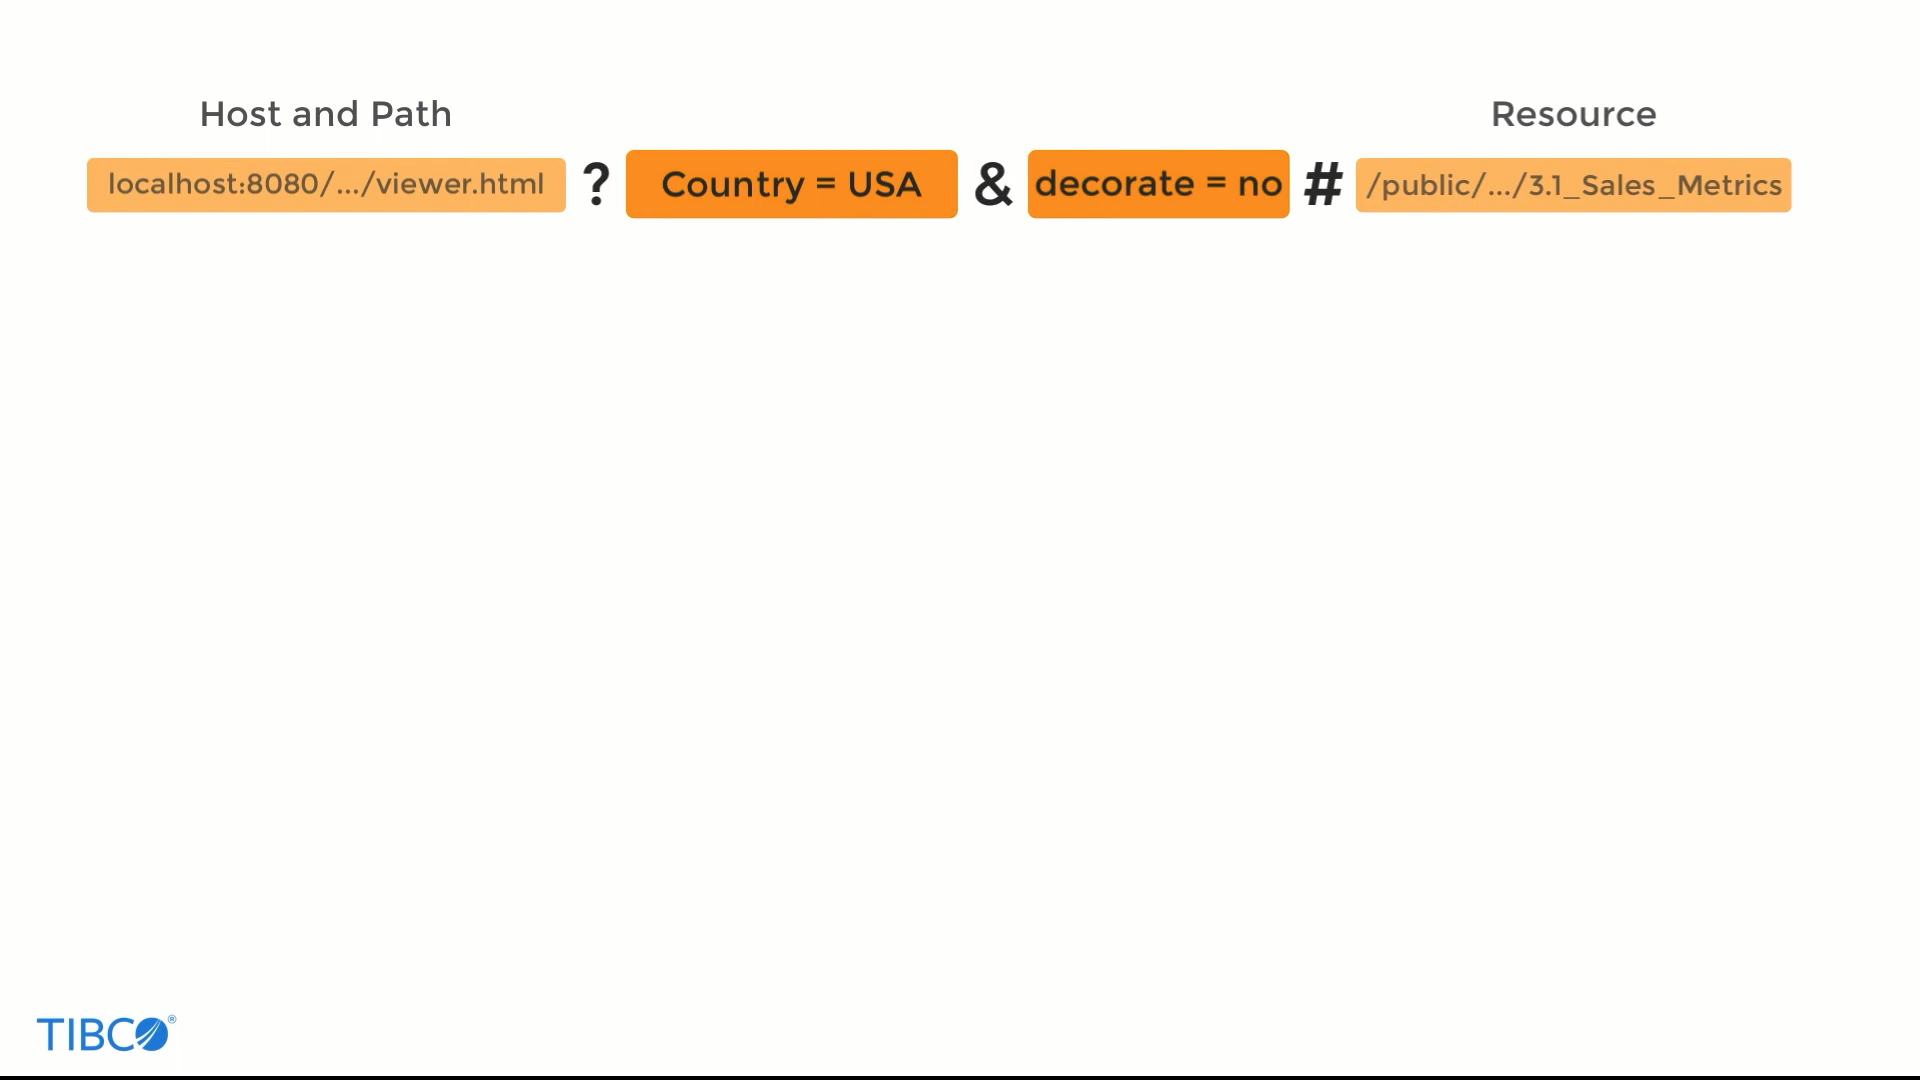 Host and Path
Resource
localhost:8080/.../viewer.html ? Country = USA & decorate = no # /public/.../3.1_Sales_Metrics
TIBCO®